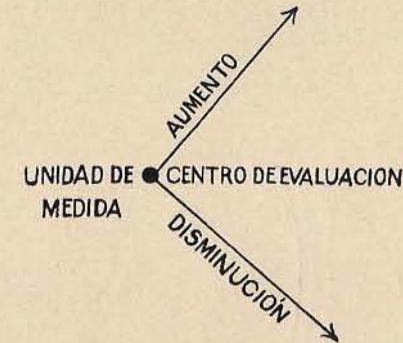 AUMENTO
UNIDAD DE CENTRO DE EVALUACION
MEDIDA
DISMINUCIÓN